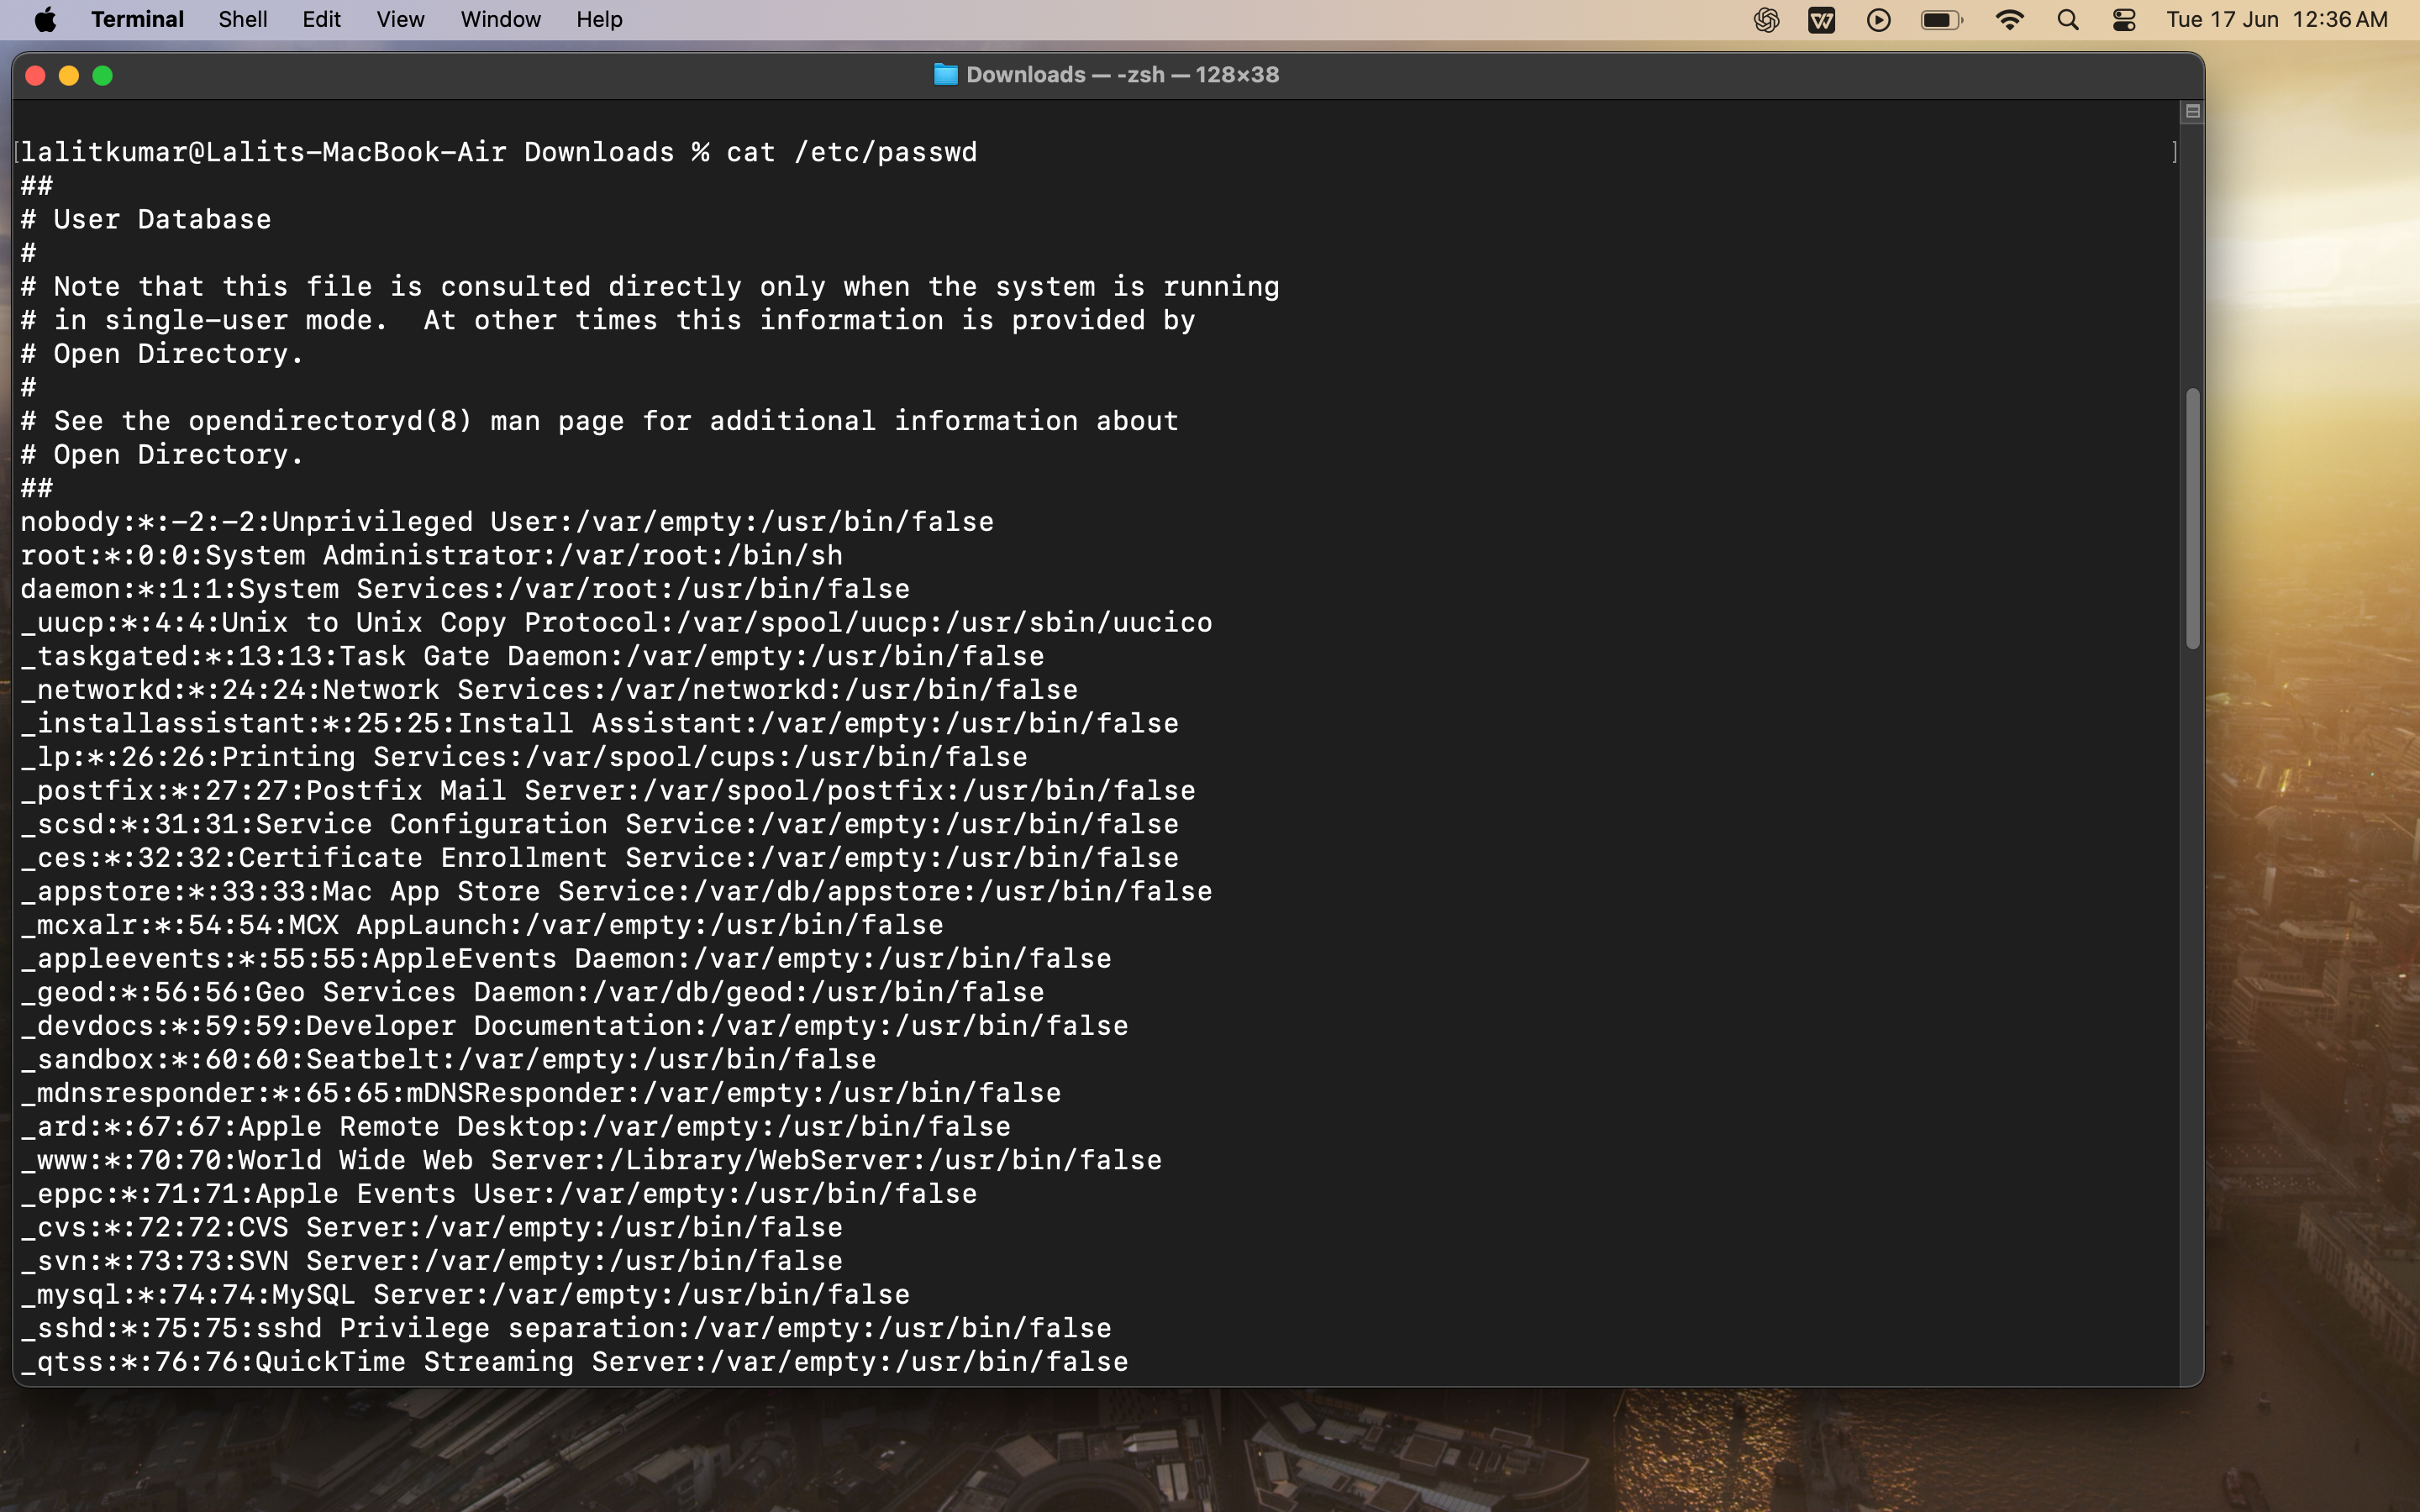 Terminal Shell Edit View Window Help Tue 17 Jun 12:36 AM
Downloads — -zsh — 128×38
[lalitkumar@Lalits-MacBook-Air Downloads % cat /etc/passwd ]
##
# User Database
#
# Note that this file is consulted directly only when the system is running
# in single-user mode.  At other times this information is provided by
# Open Directory.
#
# See the opendirectoryd(8) man page for additional information about
# Open Directory.
##
nobody:*:-2:-2:Unprivileged User:/var/empty:/usr/bin/false
root:*:0:0:System Administrator:/var/root:/bin/sh
daemon:*:1:1:System Services:/var/root:/usr/bin/false
_uucp:*:4:4:Unix to Unix Copy Protocol:/var/spool/uucp:/usr/sbin/uucico
_taskgated:*:13:13:Task Gate Daemon:/var/empty:/usr/bin/false
_networkd:*:24:24:Network Services:/var/networkd:/usr/bin/false
_installassistant:*:25:25:Install Assistant:/var/empty:/usr/bin/false
_lp:*:26:26:Printing Services:/var/spool/cups:/usr/bin/false
_postfix:*:27:27:Postfix Mail Server:/var/spool/postfix:/usr/bin/false
_scsd:*:31:31:Service Configuration Service:/var/empty:/usr/bin/false
_ces:*:32:32:Certificate Enrollment Service:/var/empty:/usr/bin/false
_appstore:*:33:33:Mac App Store Service:/var/db/appstore:/usr/bin/false
_mcxalr:*:54:54:MCX AppLaunch:/var/empty:/usr/bin/false
_appleevents:*:55:55:AppleEvents Daemon:/var/empty:/usr/bin/false
_geod:*:56:56:Geo Services Daemon:/var/db/geod:/usr/bin/false
_devdocs:*:59:59:Developer Documentation:/var/empty:/usr/bin/false
_sandbox:*:60:60:Seatbelt:/var/empty:/usr/bin/false
_mdnsresponder:*:65:65:mDNSResponder:/var/empty:/usr/bin/false
_ard:*:67:67:Apple Remote Desktop:/var/empty:/usr/bin/false
_www:*:70:70:World Wide Web Server:/Library/WebServer:/usr/bin/false
_eppc:*:71:71:Apple Events User:/var/empty:/usr/bin/false
_cvs:*:72:72:CVS Server:/var/empty:/usr/bin/false
_svn:*:73:73:SVN Server:/var/empty:/usr/bin/false
_mysql:*:74:74:MySQL Server:/var/empty:/usr/bin/false
_sshd:*:75:75:sshd Privilege separation:/var/empty:/usr/bin/false
_qtss:*:76:76:QuickTime Streaming Server:/var/empty:/usr/bin/false